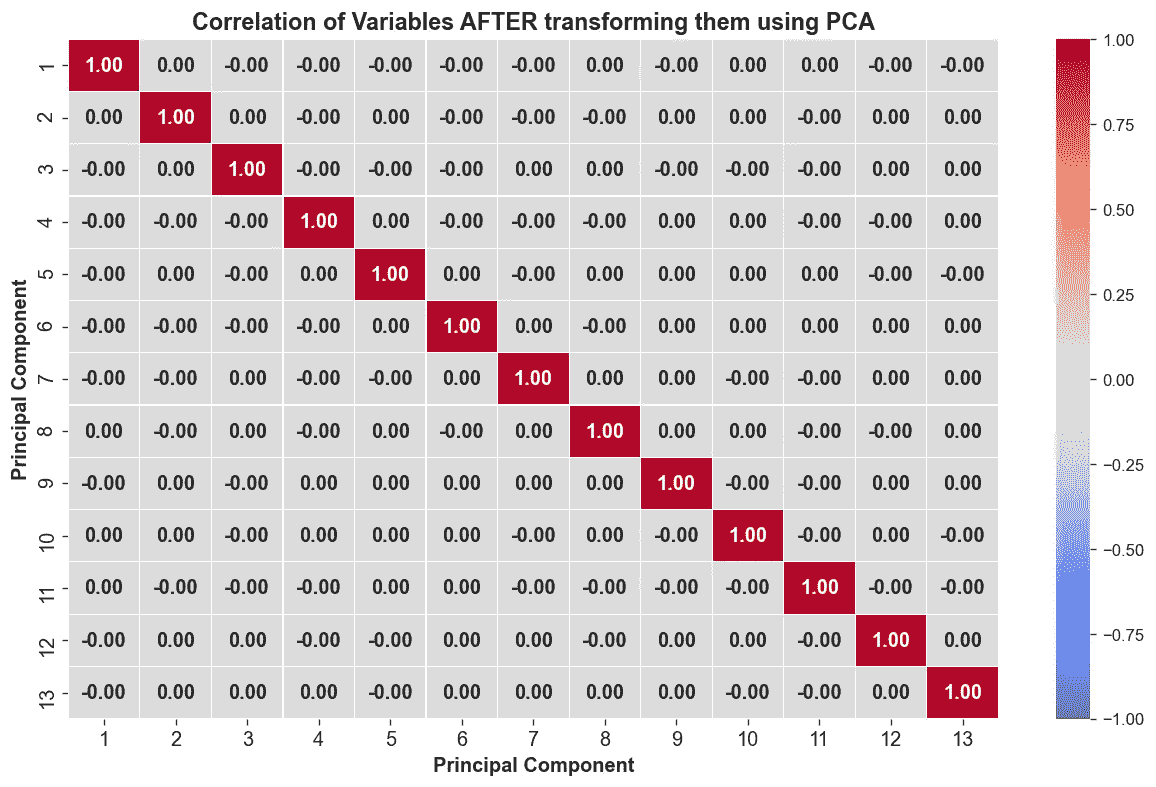 Correlation of Variables AFTER transforming them using PCA
1 1.00 0.00 -0.00 -0.00 -0.00 -0.00 -0.00 0.00 -0.00 0.00 0.00 -0.00 -0.00
2 0.00 1.00 0.00 -0.00 0.00 -0.00 -0.00 -0.00 0.00 0.00 -0.00 0.00 0.00
3 -0.00 0.00 1.00 -0.00 -0.00 -0.00 0.00 0.00 -0.00 -0.00 -0.00 0.00 0.00
4 -0.00 -0.00 -0.00 1.00 0.00 -0.00 -0.00 -0.00 0.00 0.00 -0.00 0.00 0.00
5 -0.00 0.00 -0.00 0.00 1.00 0.00 -0.00 0.00 0.00 0.00 0.00 -0.00 -0.00
6 -0.00 -0.00 -0.00 -0.00 0.00 1.00 0.00 -0.00 0.00 0.00 0.00 0.00 0.00
7 -0.00 -0.00 0.00 -0.00 -0.00 0.00 1.00 0.00 0.00 -0.00 -0.00 0.00 0.00
8 0.00 -0.00 0.00 -0.00 0.00 -0.00 0.00 1.00 0.00 0.00 -0.00 -0.00 0.00
9 -0.00 0.00 -0.00 0.00 0.00 0.00 0.00 0.00 1.00 -0.00 -0.00 0.00 0.00
10 0.00 0.00 -0.00 0.00 0.00 0.00 -0.00 0.00 -0.00 1.00 -0.00 0.00 -0.00
11 0.00 -0.00 -0.00 -0.00 0.00 0.00 -0.00 -0.00 -0.00 -0.00 1.00 -0.00 -0.00
12 -0.00 0.00 0.00 0.00 -0.00 0.00 0.00 -0.00 0.00 0.00 -0.00 1.00 0.00
13 -0.00 0.00 0.00 0.00 -0.00 0.00 0.00 0.00 0.00 -0.00 -0.00 0.00 1.00
1 2 3 4 5 6 7 8 9 10 11 12 13
Principal Component
Principal Component
1.00
0.75
0.50
0.25
0.00
−0.25
−0.50
−0.75
−1.00